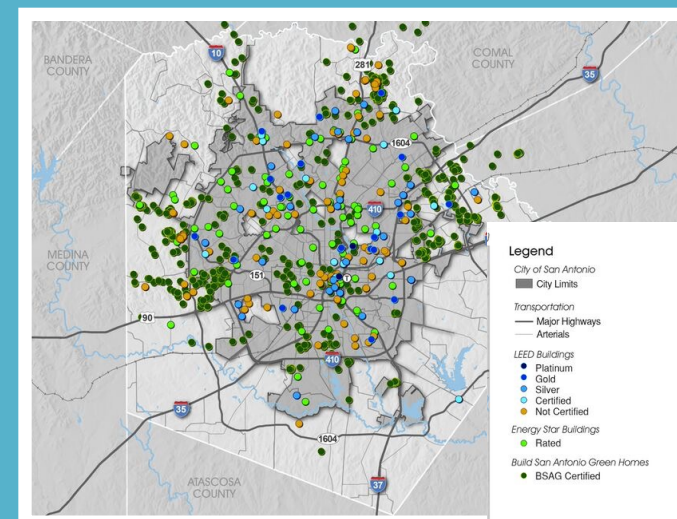 BANDERA
COUNTY
10
COMAL
COUNTY
281
35
1604
410
MEDINA
COUNTY
151
90
410
35
1604
ATASCOSA
COUNTY
37
Legend
City of San Antonio
City Limits
Transportation
Major Highways
Arterials
LEED Buildings
Platinum
Gold
Silver
Certified
Not Certified
Energy Star Buildings
Rated
Build San Antonio Green Homes
BSAG Certified